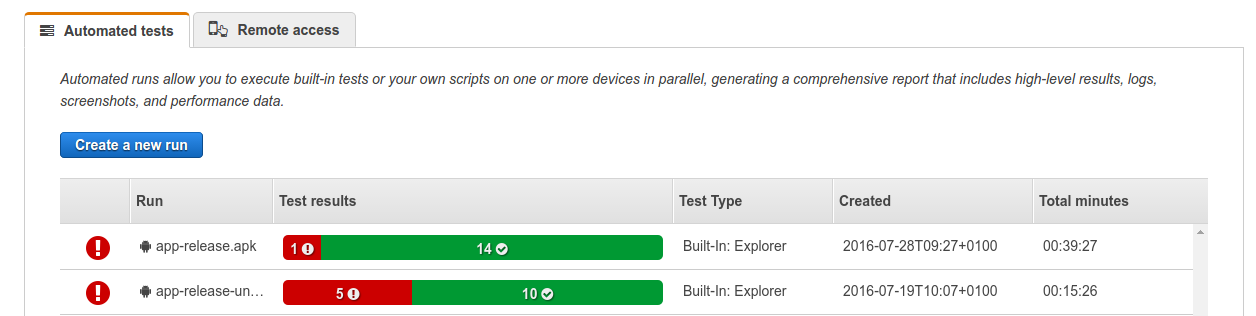 Automated tests Remote access
Automated runs allow you to execute built-in tests or your own scripts on one or more devices in parallel, generating a comprehensive report that includes high-level results, logs,
screenshots, and performance data.
Create a new run
Run Test results Test Type Created Total minutes
app-release.apk 1 14 Built-In: Explorer 2016-07-28T09:27+0100 00:39:27
app-release-un… 5 10 Built-In: Explorer 2016-07-19T10:07+0100 00:15:26